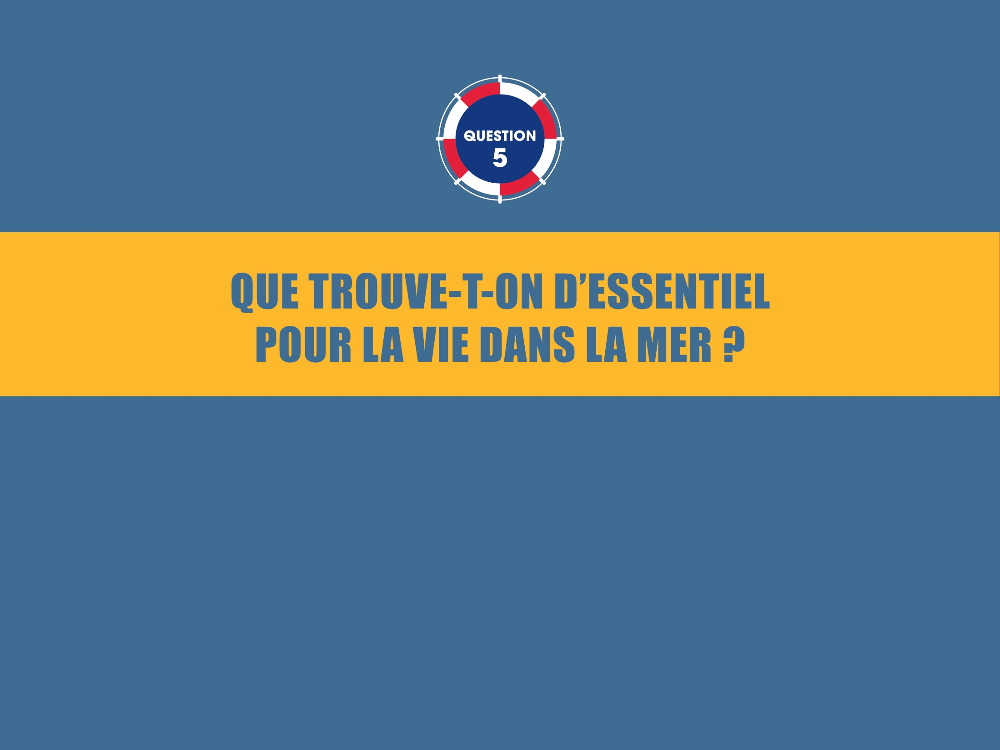 QUESTION
5
QUE TROUVE-T-ON D’ESSENTIEL
POUR LA VIE DANS LA MER ?